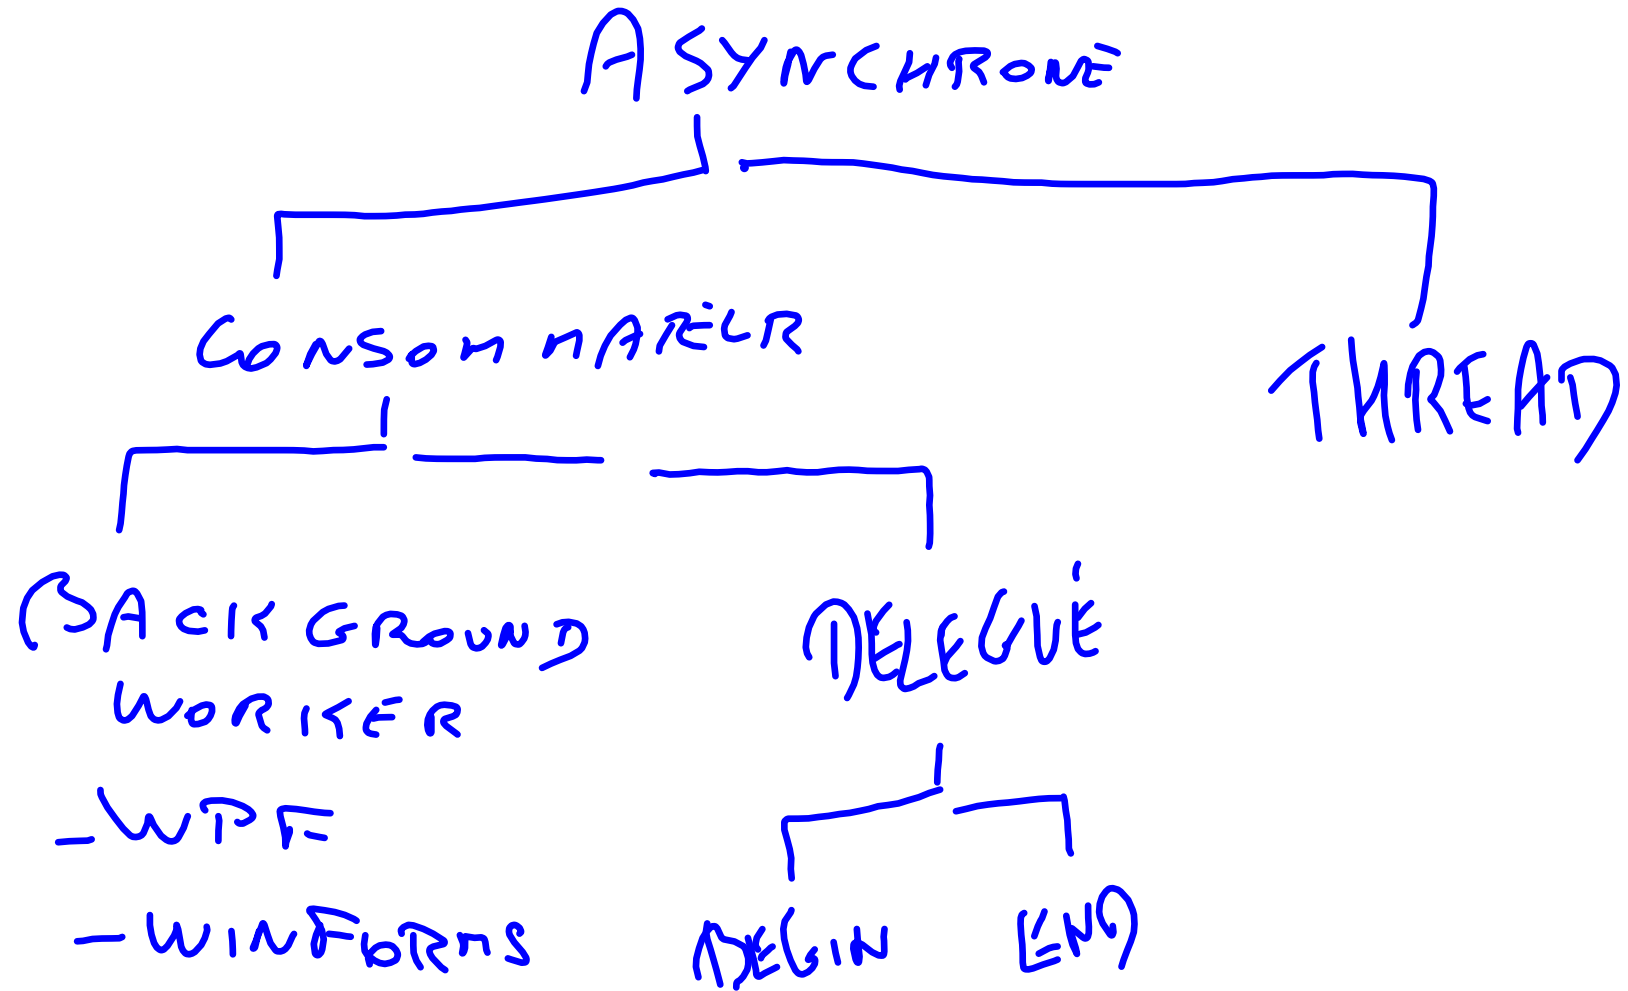 ASYNCHRONE
CONSOMMATEUR
THREAD
BACKGROUND
WORKER
DELEGUÉ
- WPF
- WINFORMS
BEGIN
END